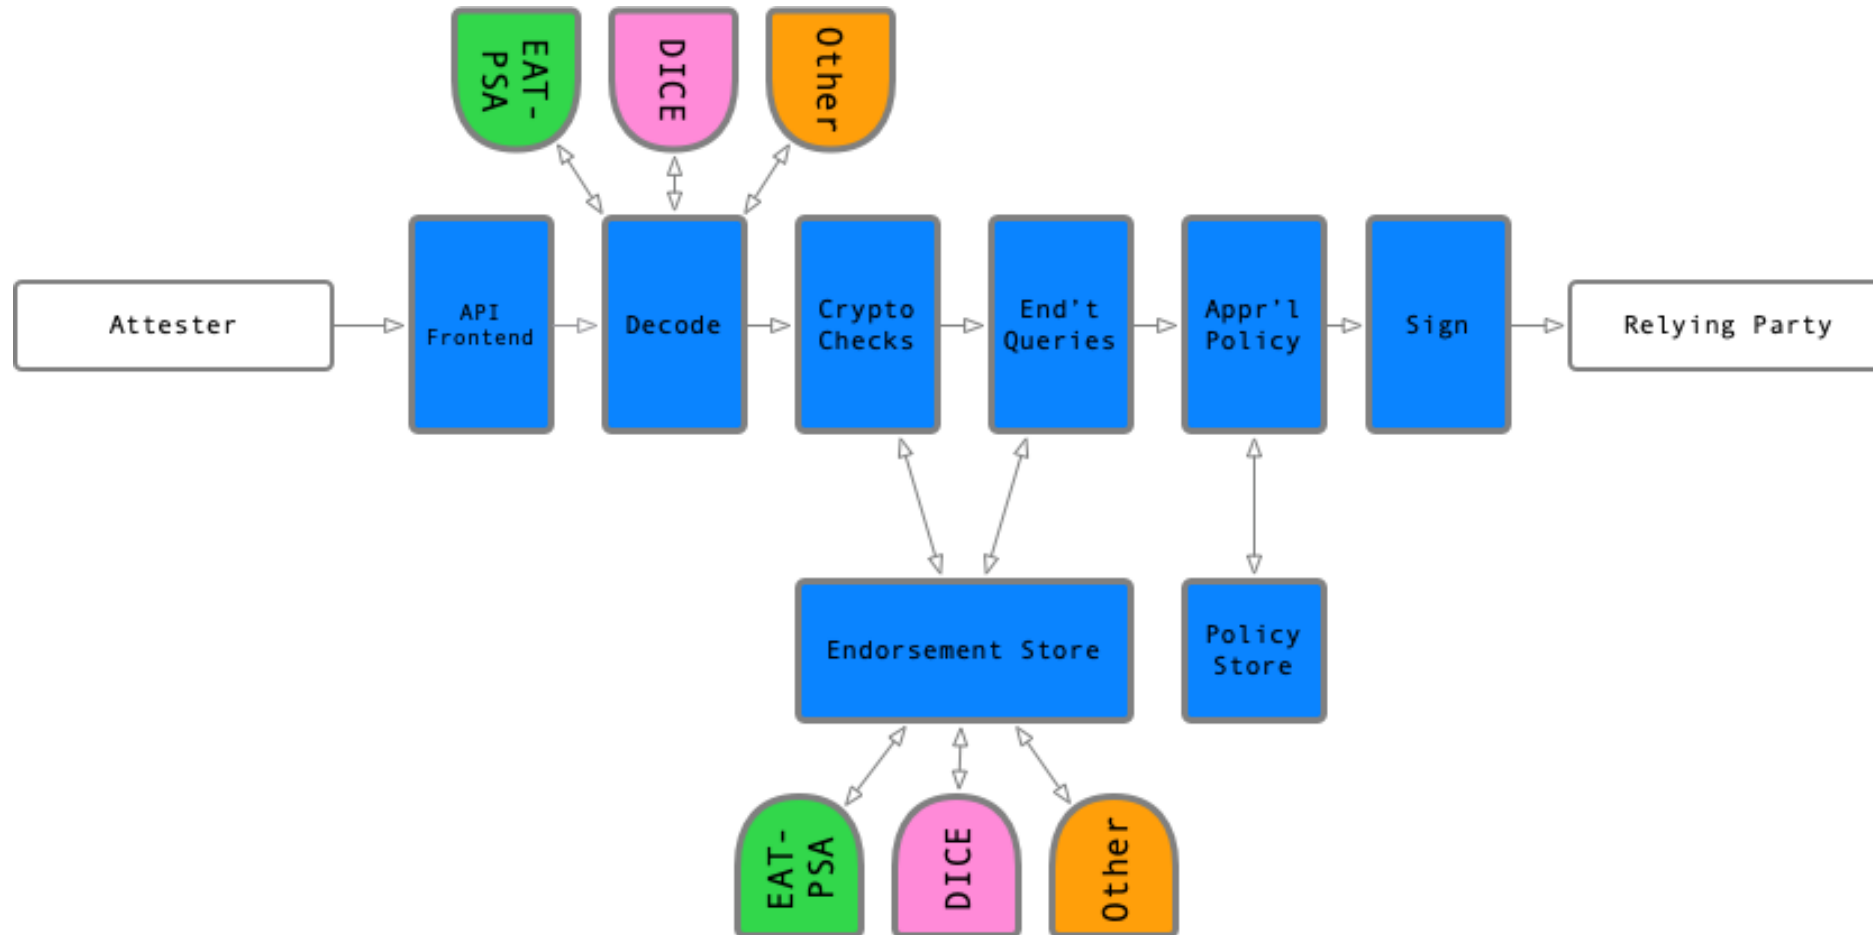 EAT-
PSA
DICE
Other
Attester
API
Frontend
Decode
Crypto
Checks
End't
Queries
Appr'l
Policy
Sign
Relying Party
Endorsement Store
Policy
Store
EAT-
PSA
DICE
Other